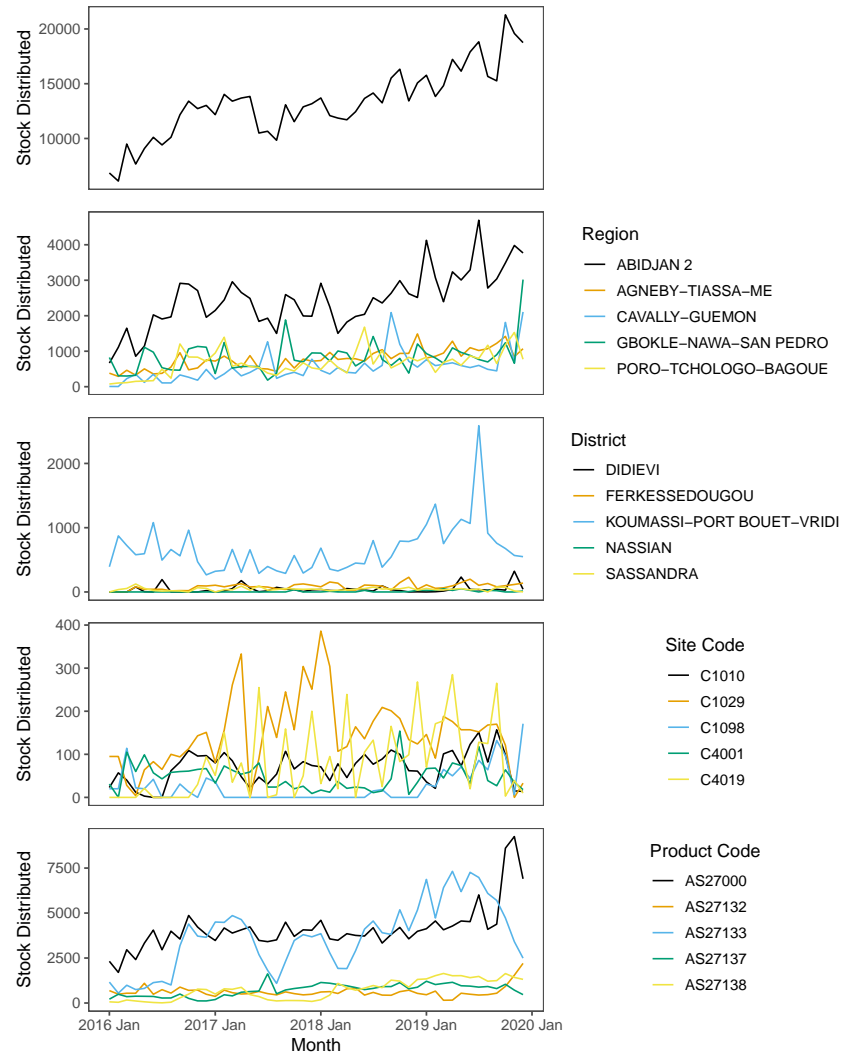 Stock Distributed
20000
15000
10000
Stock Distributed
4000
3000
2000
1000
0
Region
ABIDJAN 2
AGNEBY−TIASSA−ME
CAVALLY−GUEMON
GBOKLE−NAWA−SAN PEDRO
PORO−TCHOLOGO−BAGOUE
Stock Distributed
2000
1000
0
District
DIDIEVI
FERKESSEDOUGOU
KOUMASSI−PORT BOUET−VRIDI
NASSIAN
SASSANDRA
Stock Distributed
400
300
200
100
0
Site Code
C1010
C1029
C1098
C4001
C4019
Stock Distributed
7500
5000
2500
0
Product Code
AS27000
AS27132
AS27133
AS27137
AS27138
2016 Jan
2017 Jan
2018 Jan
2019 Jan
2020 Jan
Month